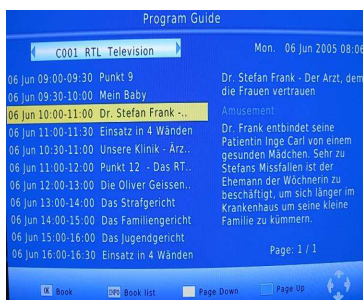 Program Guide
C001 RTL Television
Mon. 06 Jun 2005 08:06
06 Jun 09:00-09:30 Punkt 9
06 Jun 09:30-10:00 Mein Baby
06 Jun 10:00-11:00 Dr. Stefan Frank -..
06 Jun 11:00-11:30 Einsatz in 4 Wänden
06 Jun 10:30-11:00 Unsere Klinik - Ärz..
06 Jun 11:00-12:00 Punkt 12 - Das RT..
06 Jun 12:00-13:00 Die Oliver Geissen..
06 Jun 13:00-14:00 Das Strafgericht
06 Jun 14:00-15:00 Das Familiengericht
06 Jun 15:00-16:00 Das Jugendgericht
06 Jun 16:00-16:30 Einsatz in 4 Wänden
Dr. Stefan Frank - Der Arzt, dem
die Frauen vertrauen
Amusement
Dr. Frank entbindet seine
Patientin Inge Carl von einem
gesunden Mädchen. Sehr zu
Stefans Missfallen ist der
Ehemann der Wöchnerin zu
beschäftigt, um sich länger im
Krankenhaus um seine kleine
Familie zu kümmern.
Page: 1 / 1
OK Book
INFO Book list
Page Down
Page Up